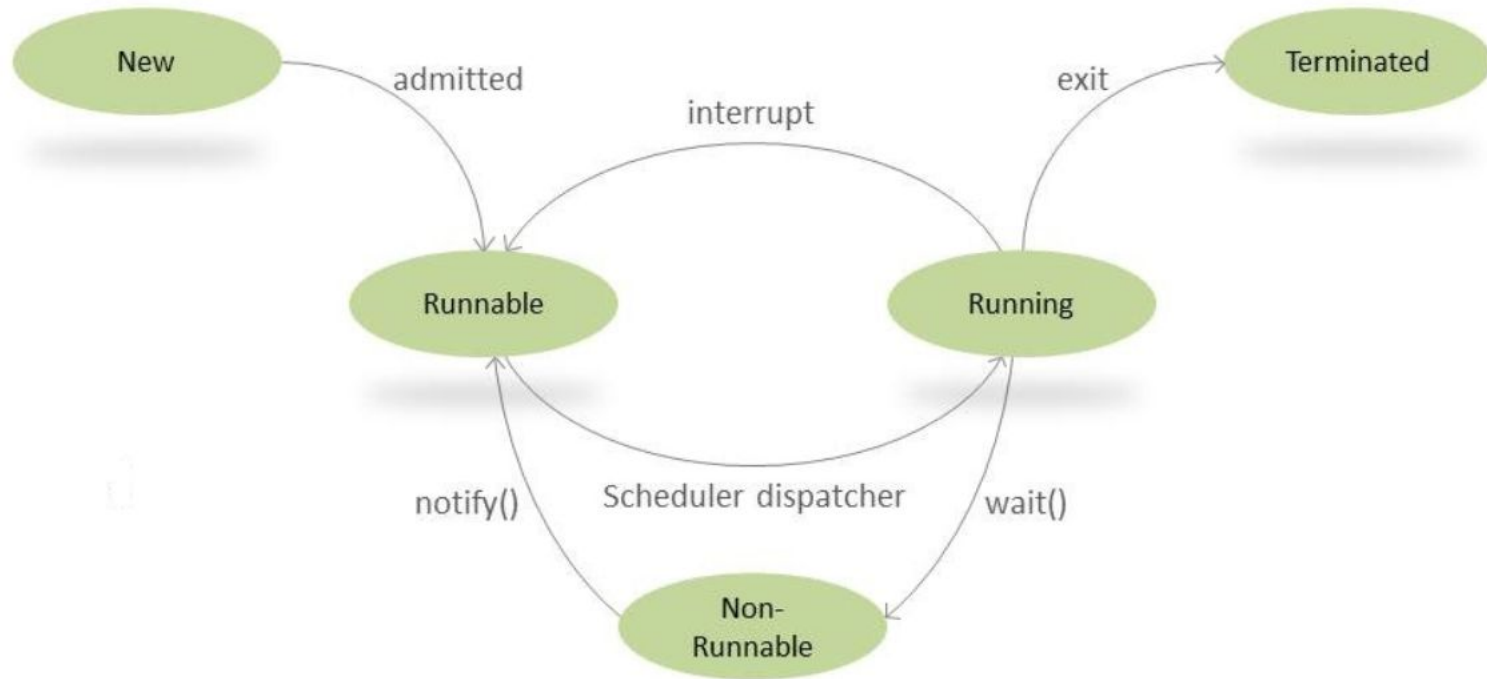 New
Terminated
admitted
exit
interrupt
Runnable
Running
notify()
Scheduler dispatcher
wait()
Non-
Runnable